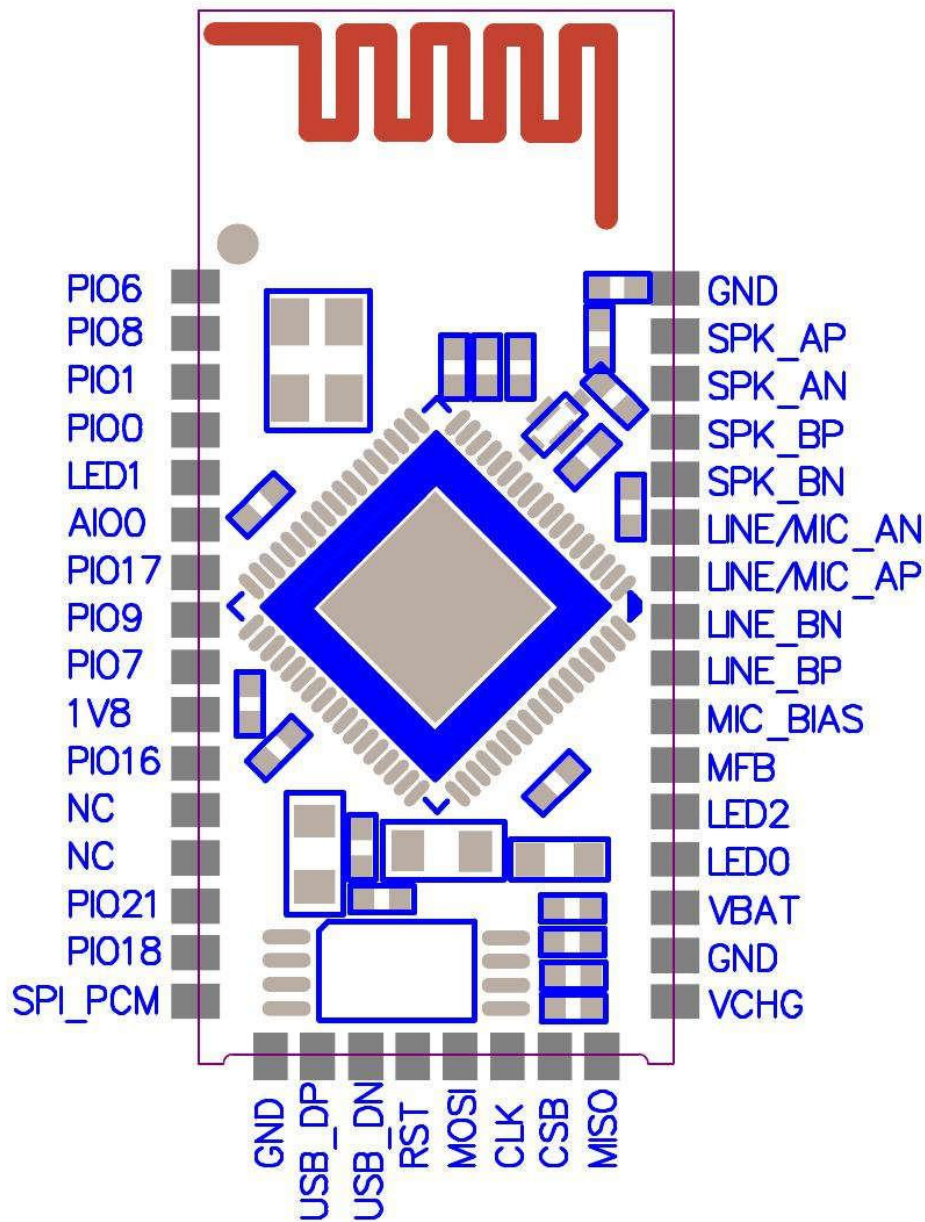 PIO6
PIO8
PIO1
PIO0
LED1
AIO0
PIO17
PIO9
PIO7
1V8
PIO16
NC
NC
PIO21
PIO18
SPI_PCM
GND
USB_DP
USB_DN
RST
MOSI
CLK
CSB
MISO
GND
SPK_AP
SPK_AN
SPK_BP
SPK_BN
LINE/MIC_AN
LINE/MIC_AP
LINE_BN
LINE_BP
MIC_BIAS
MFB
LED2
LED0
VBAT
GND
VCHG